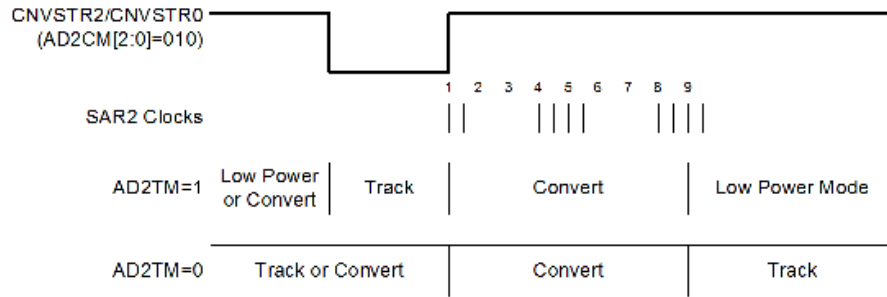 CNVSTR2/CNVSTR0
(AD2CM[2:0]=010)
1 2 3 4 5 6 7 8 9
SAR2 Clocks
AD2TM=1
Low Power
or Convert
Track
Convert
Low Power Mode
AD2TM=0
Track or Convert
Convert
Track